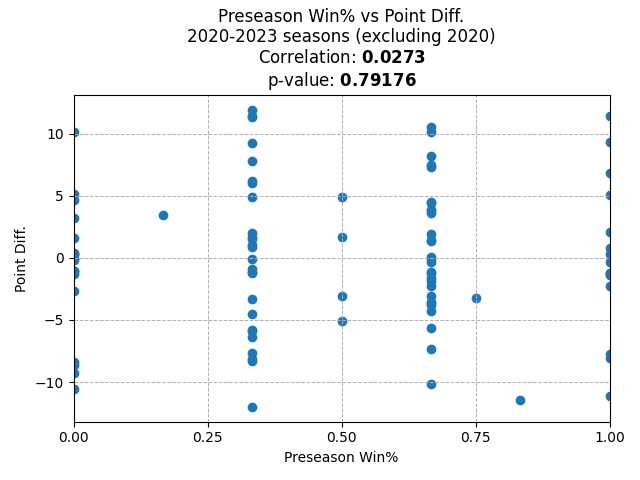 Preseason Win% vs Point Diff.
2020-2023 seasons (excluding 2020)
Correlation: 0.0273
p-value: 0.79176
10
5
0
−5
−10
Point Diff.
0.00 0.25 0.50 0.75 1.00
Preseason Win%